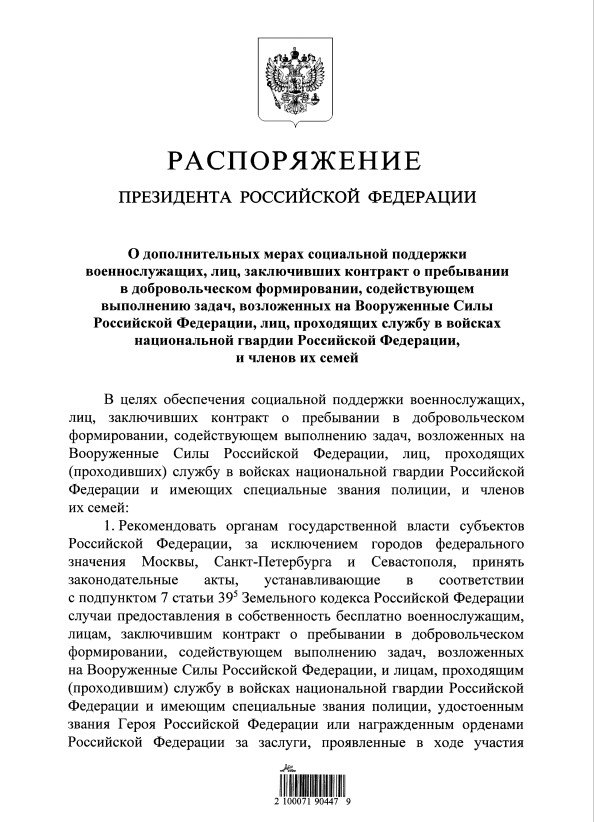 РАСПОРЯЖЕНИЕ
ПРЕЗИДЕНТА РОССИЙСКОЙ ФЕДЕРАЦИИ
О дополнительных мерах социальной поддержки
военнослужащих, лиц, заключивших контракт о пребывании
в добровольческом формировании, содействующем
выполнению задач, возложенных на Вооруженные Силы
Российской Федерации, лиц, проходящих службу в войсках
национальной гвардии Российской Федерации,
и членов их семей
В целях обеспечения социальной поддержки военнослужащих,
лиц, заключивших контракт о пребывании в добровольческом
формировании, содействующем выполнению задач, возложенных на
Вооруженные Силы Российской Федерации, лиц, проходящих
(проходивших) службу в войсках национальной гвардии Российской
Федерации и имеющих специальные звания полиции, и членов
их семей:
1. Рекомендовать органам государственной власти субъектов
Российской Федерации, за исключением городов федерального
значения Москвы, Санкт-Петербурга и Севастополя, принять
законодательные акты, устанавливающие в соответствии
с подпунктом 7 статьи 39⁵ Земельного кодекса Российской Федерации
случаи предоставления в собственность бесплатно военнослужащим,
лицам, заключившим контракт о пребывании в добровольческом
формировании, содействующем выполнению задач, возложенных
на Вооруженные Силы Российской Федерации, и лицам, проходящим
(проходившим) службу в войсках национальной гвардии Российской
Федерации и имеющим специальные звания полиции, удостоенным
звания Героя Российской Федерации или награжденным орденами
Российской Федерации за заслуги, проявленные в ходе участия
2 100071 90447 9